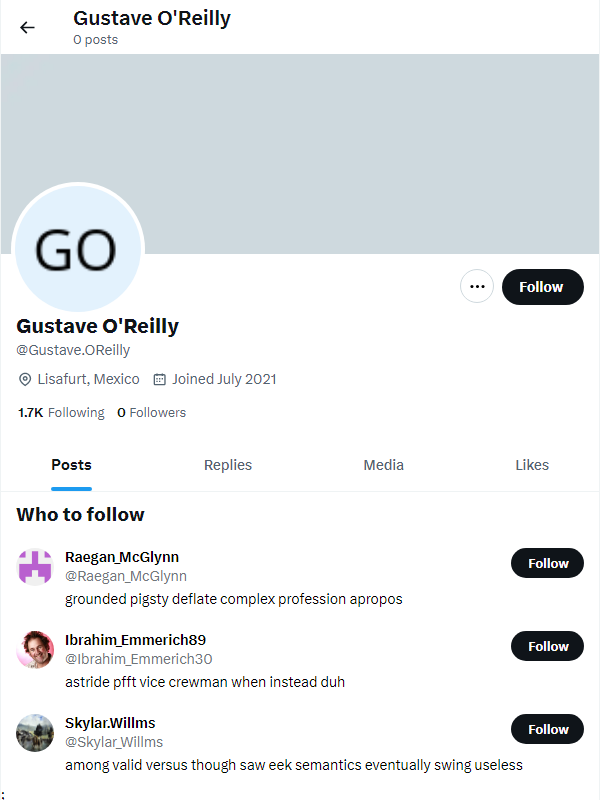 Gustave O'Reilly
0 posts
GO
Follow
Gustave O'Reilly
@Gustave.OReilly
Lisafurt, Mexico Joined July 2021
1.7K Following 0 Followers
Posts Replies Media Likes
Who to follow
Raegan_McGlynn
@Raegan_McGlynn
Follow
grounded pigsty deflate complex profession apropos
Ibrahim_Emmerich89
@Ibrahim_Emmerich30
Follow
astride pfft vice crewman when instead duh
Skylar.Willms
@Skylar_Willms
Follow
among valid versus though saw eek semantics eventually swing useless
;